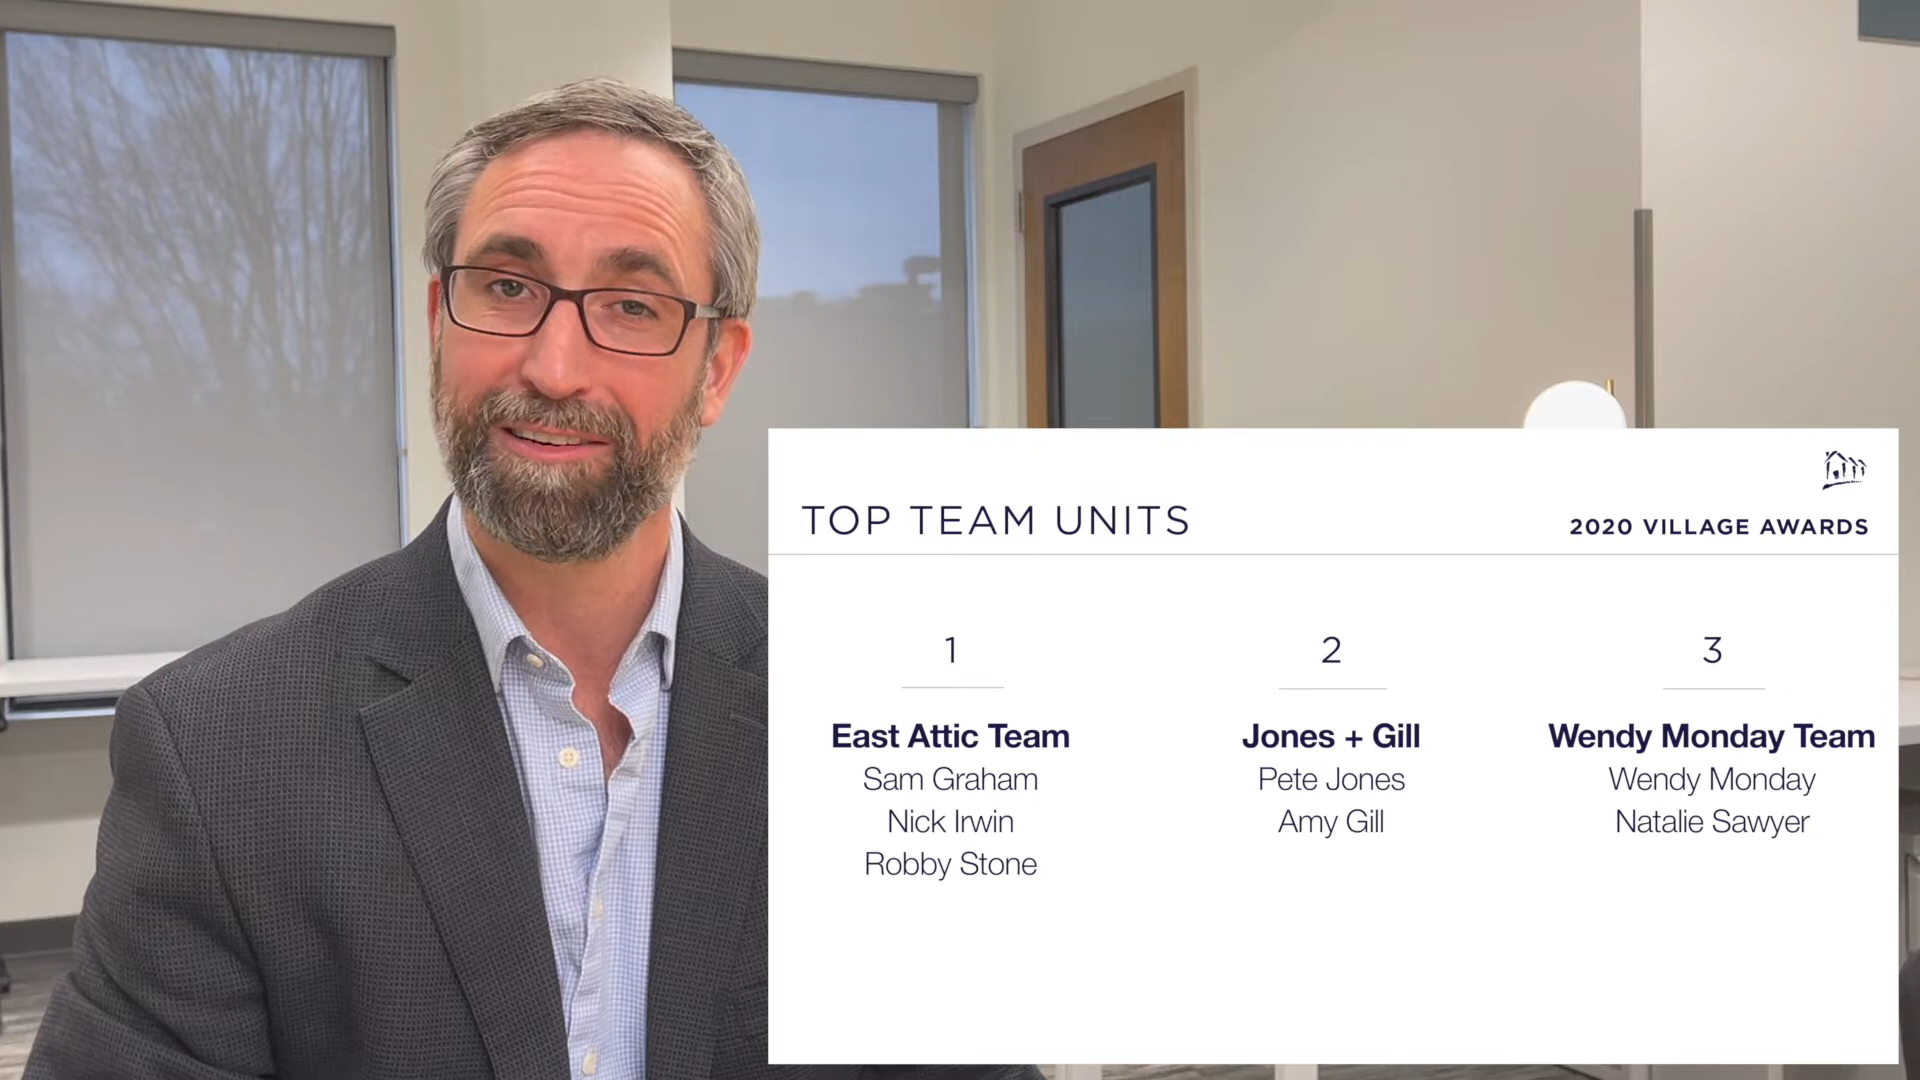 TOP TEAM UNITS
2020 VILLAGE AWARDS
1
East Attic Team
Sam Graham
Nick Irwin
Robby Stone
2
Jones + Gill
Pete Jones
Amy Gill
3
Wendy Monday Team
Wendy Monday
Natalie Sawyer